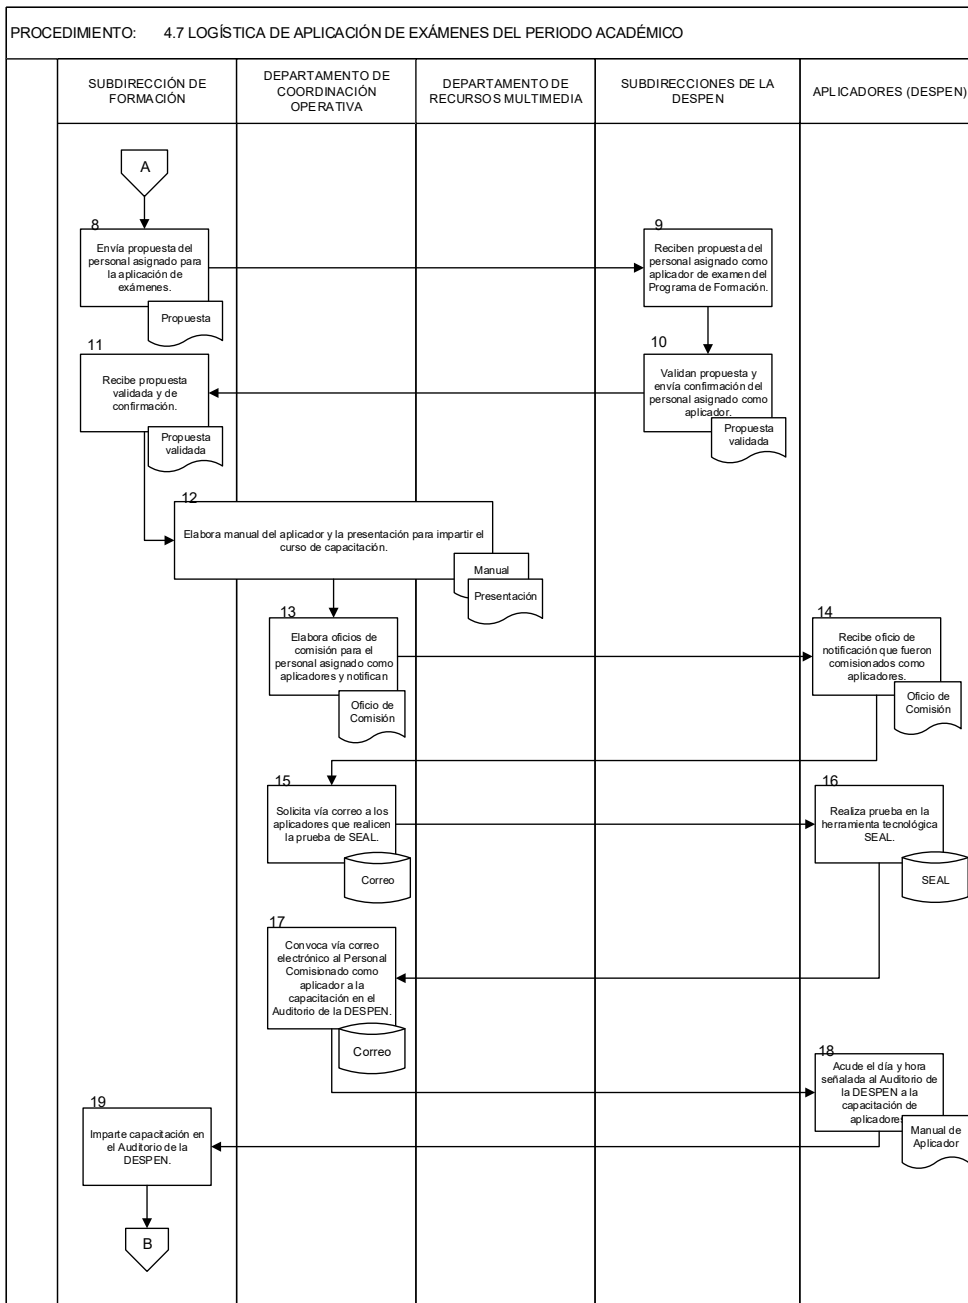 PROCEDIMIENTO: 4.7 LOGÍSTICA DE APLICACIÓN DE EXÁMENES DEL PERIODO ACADÉMICO
SUBDIRECCIÓN DE
FORMACIÓN
DEPARTAMENTO DE
COORDINACIÓN
OPERATIVA
DEPARTAMENTO DE
RECURSOS MULTIMEDIA
SUBDIRECCIONES DE LA
DESPEN
APLICADORES (DESPEN)
A
8
Envía propuesta del
personal asignado para
la aplicación de
exámenes.
Propuesta
9
Reciben propuesta del
personal asignado como
aplicador de examen del
Programa de Formación.
10
Validan propuesta y
envía confirmación del
personal asignado como
aplicador.
Propuesta
validada
11
Recibe propuesta
validada y de
confirmación.
Propuesta
validada
12
Elabora manual del aplicador y la presentación para impartir el
curso de capacitación.
Manual
Presentación
13
Elabora oficios de
comisión para el
personal asignado como
aplicadores y notifican
Oficio de
Comisión
14
Recibe oficio de
notificación que fueron
comisionados como
aplicadores.
Oficio de
Comisión
15
Solicita vía correo a los
aplicadores que realicen
la prueba de SEAL.
Correo
16
Realiza prueba en la
herramienta tecnológica
SEAL.
SEAL
17
Convoca vía correo
electrónico al Personal
Comisionado como
aplicador a la
capacitación en el
Auditorio de la DESPEN.
Correo
18
Acude el día y hora
señalada al Auditorio de
la DESPEN a la
capacitación de
aplicadores
Manual de
Aplicador
19
Imparte capacitación en
el Auditorio de la
DESPEN.
B